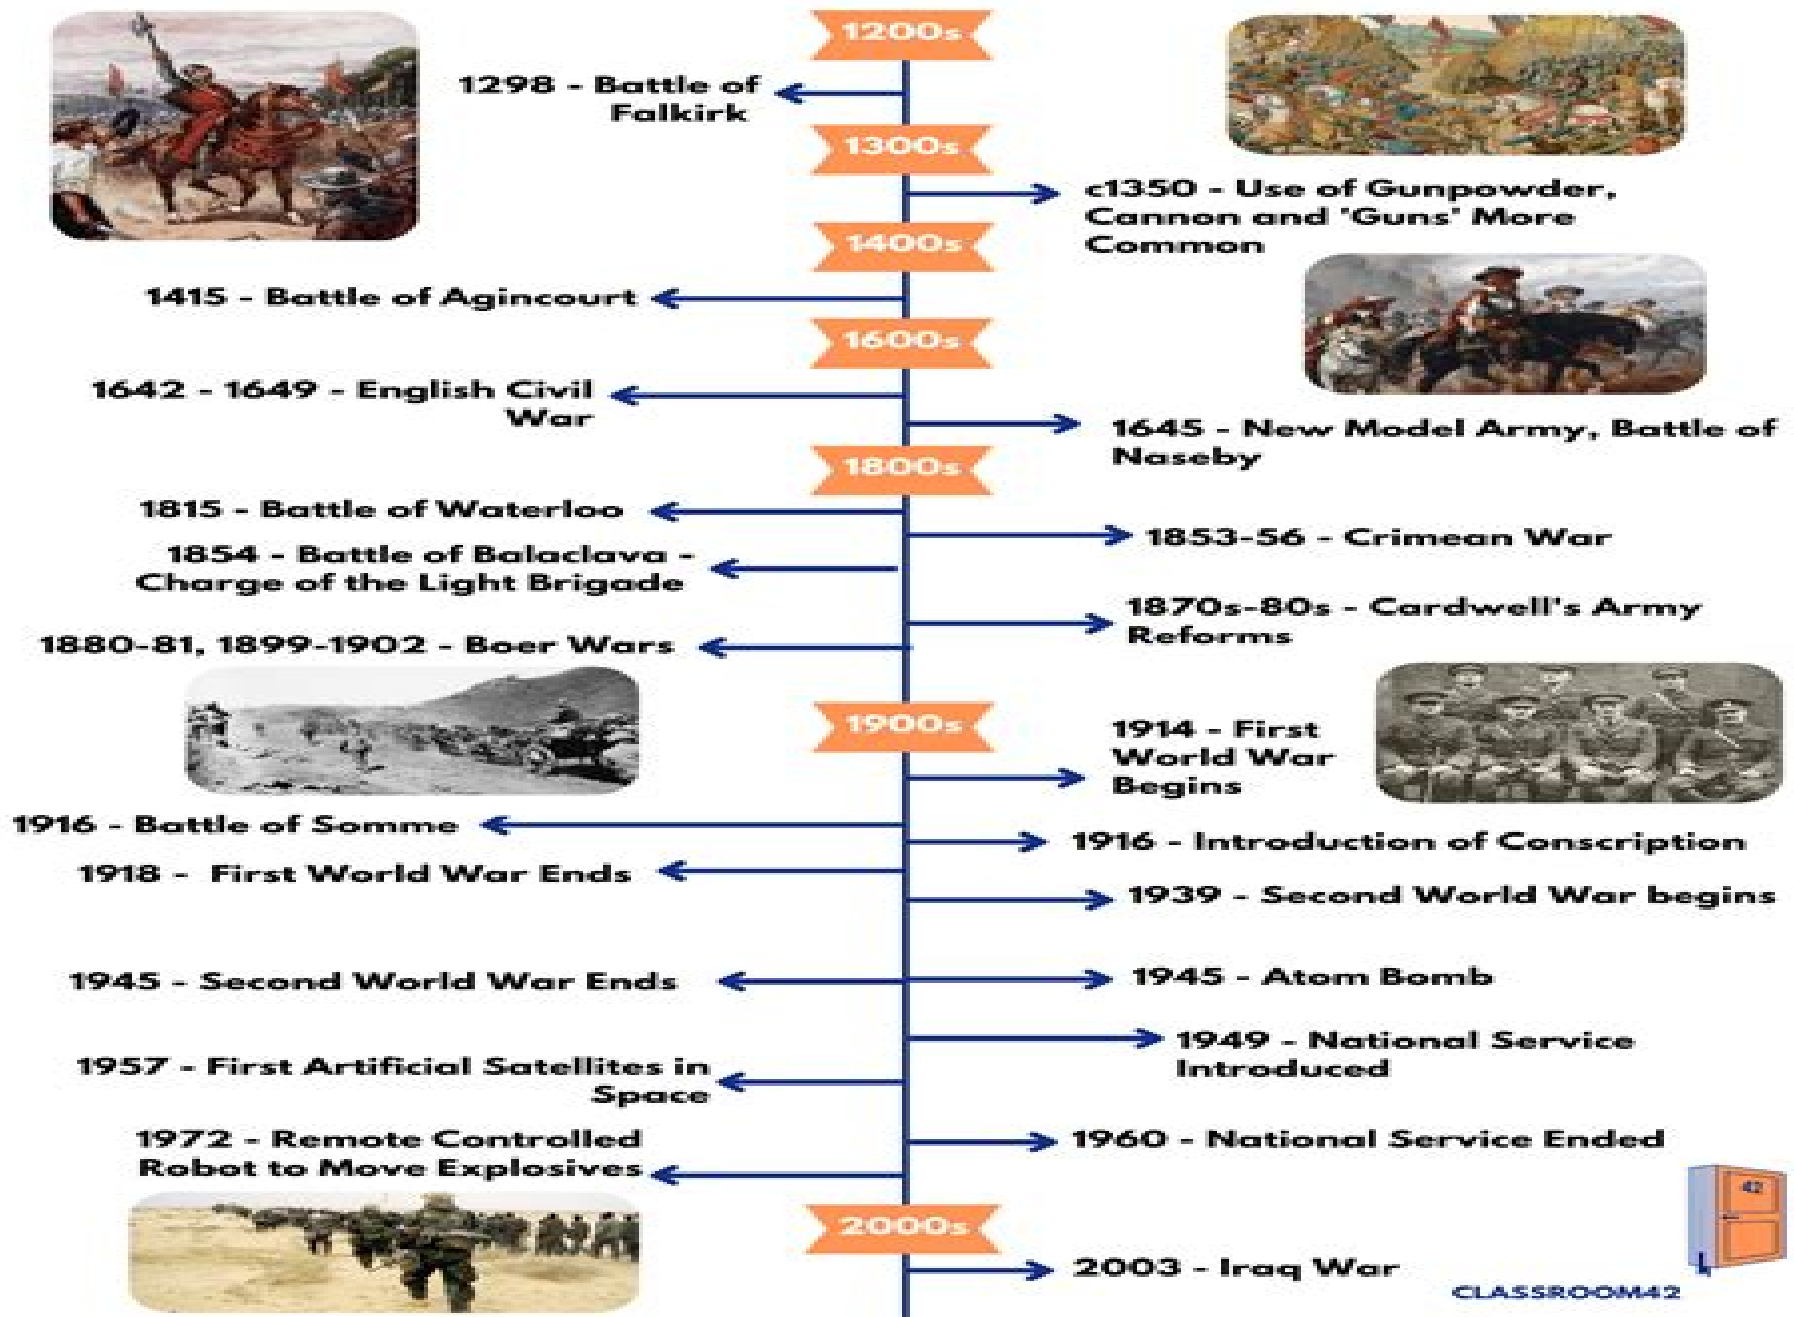 1200s
1298 - Battle of
Falkirk
1300s
c1350 - Use of Gunpowder,
Cannon and 'Guns' More
Common
1400s
1415 - Battle of Agincourt
1600s
1642 - 1649 - English Civil
War
1645 - New Model Army, Battle of
Naseby
1800s
1815 - Battle of Waterloo
1853-56 - Crimean War
1854 - Battle of Balaclava -
Charge of the Light Brigade
1870s-80s - Cardwell's Army
Reforms
1880-81, 1899-1902 - Boer Wars
1900s
1914 - First
World War
Begins
1916 - Battle of Somme
1916 - Introduction of Conscription
1918 - First World War Ends
1939 - Second World War begins
1945 - Second World War Ends
1945 - Atom Bomb
1949 - National Service
Introduced
1957 - First Artificial Satellites in
Space
1960 - National Service Ended
1972 - Remote Controlled
Robot to Move Explosives
2000s
2003 - Iraq War
42
CLASSROOM42